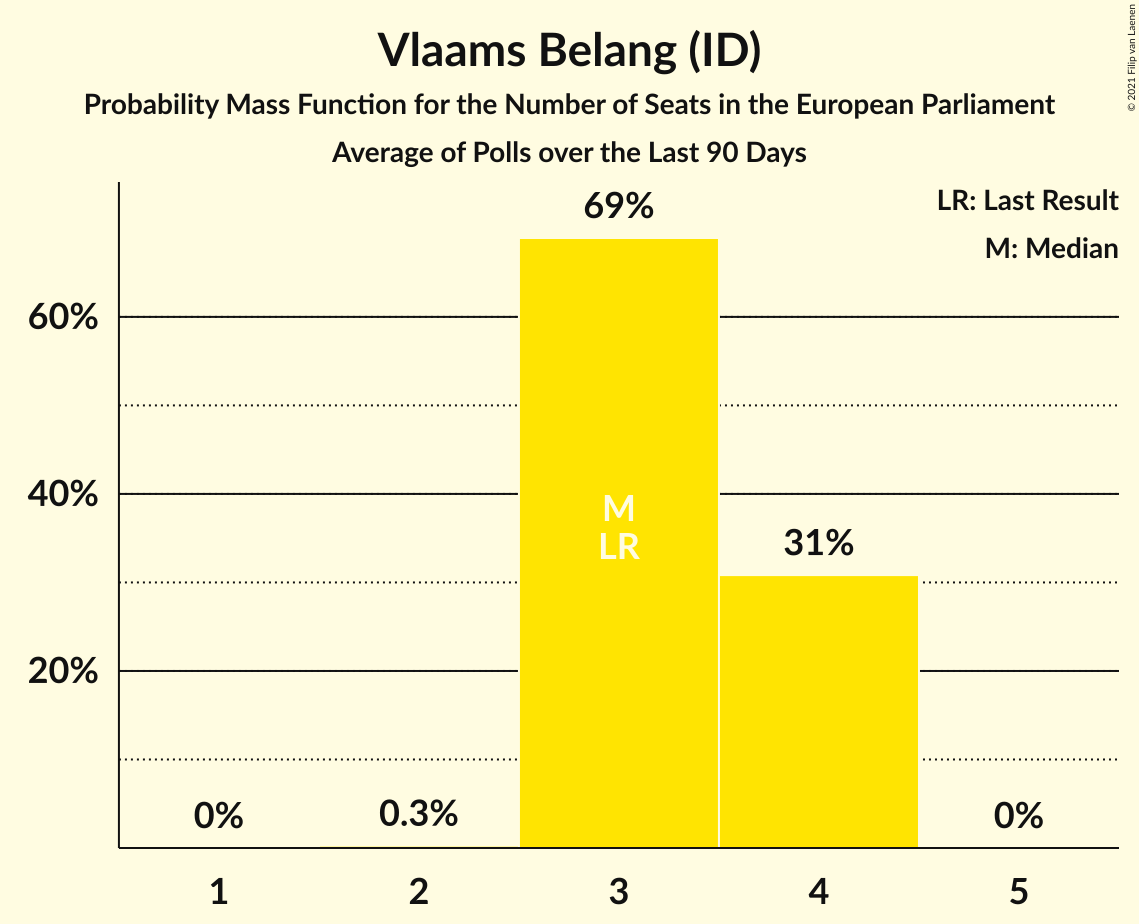 Vlaams Belang (ID)
Probability Mass Function for the Number of Seats in the European Parliament
Average of Polls over the Last 90 Days
© 2021 Filip van Laenen
LR: Last Result
M: Median
69%
60%
M
LR
40%
31%
20%
0%
0.3%
0%
1
2
3
4
5